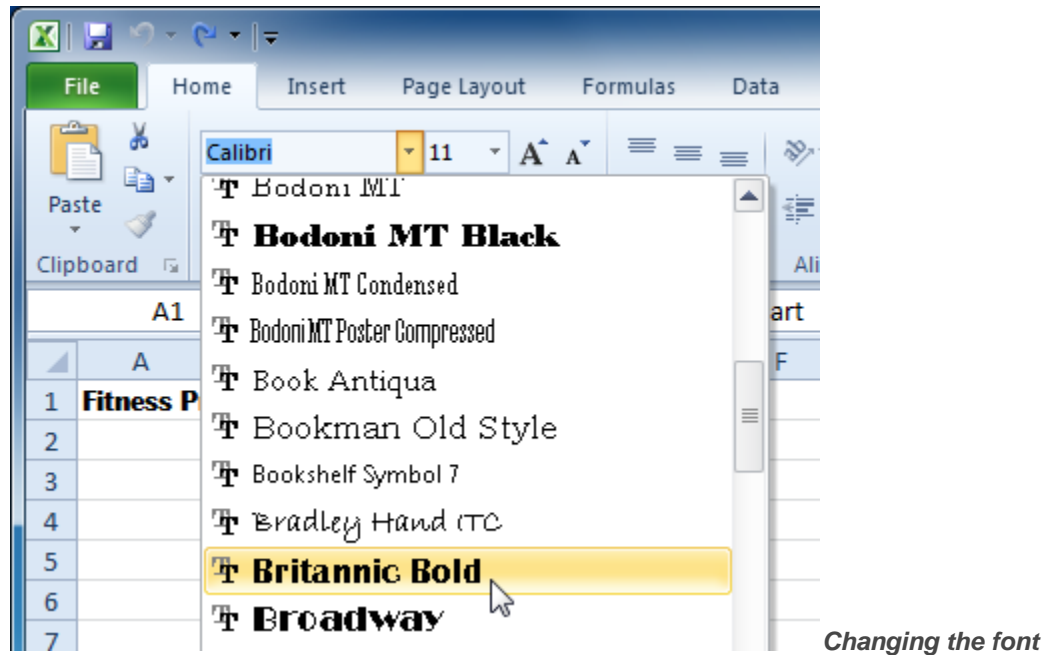 File Home Insert Page Layout Formulas Data
Calibri 11 A A
Paste
Clipboard Ali
Bodoni MT
Bodoni MT Black
Bodoni MT Condensed
Bodoni MT Poster Compressed
Book Antiqua
Bookman Old Style
Bookshelf Symbol 7
Bradley Hand ITC
Britannic Bold
Broadway
A1 art
A F
1 Fitness P
2
3
4
5
6
7
Changing the font